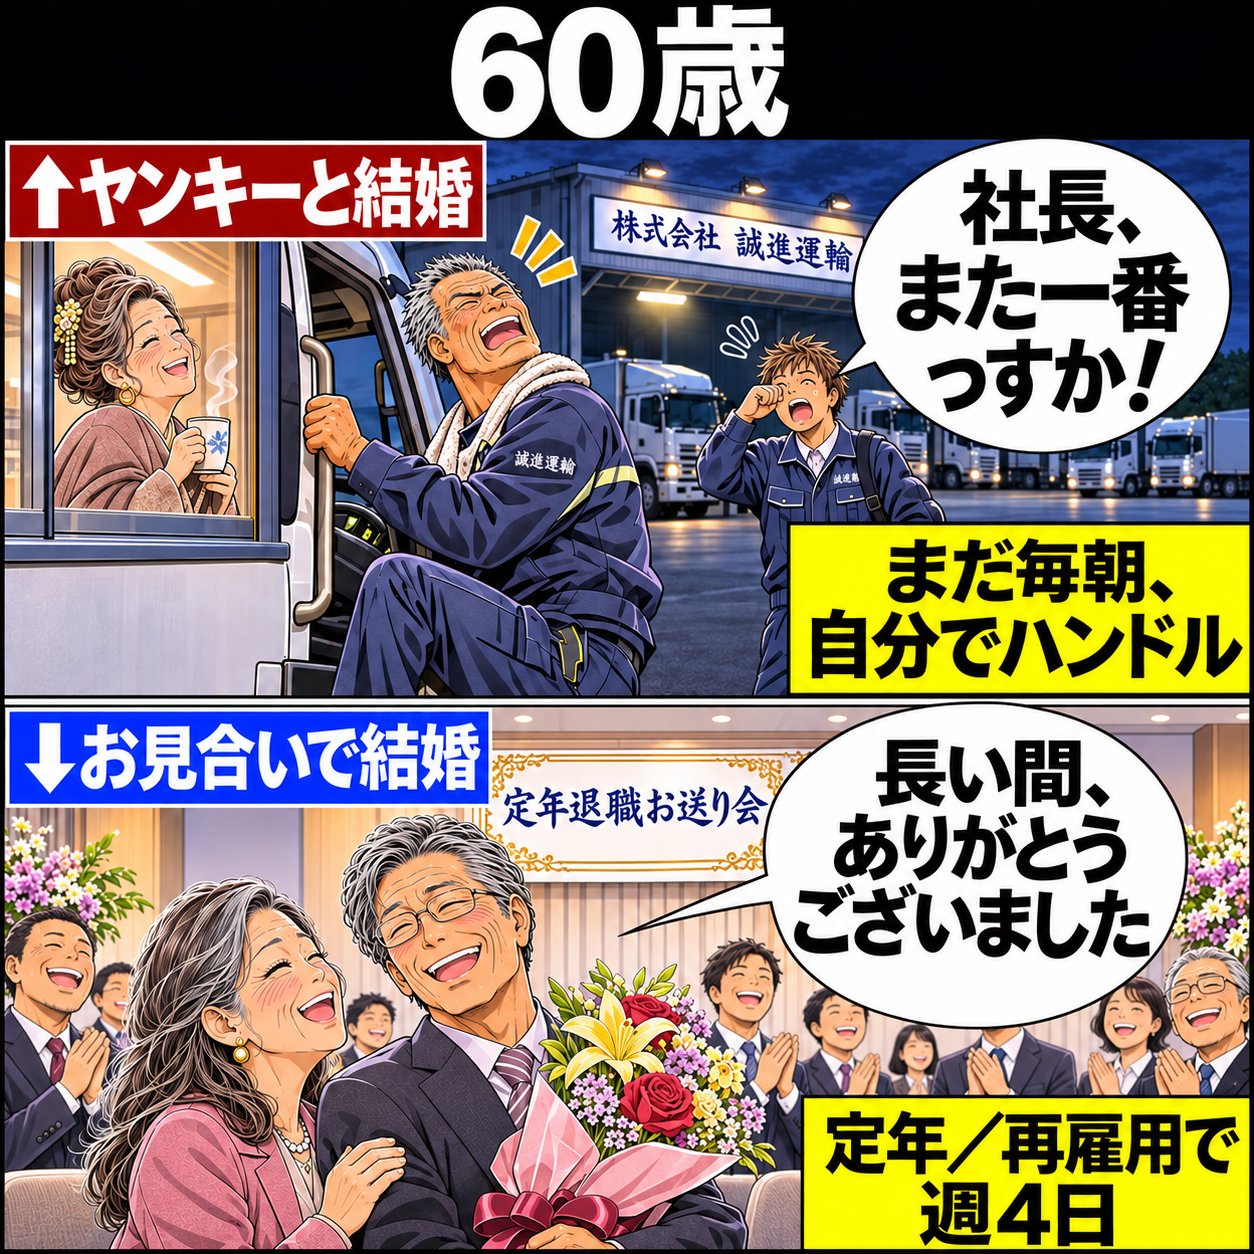 60歳
↑ヤンキーと結婚
株式会社 誠進運輸
社長、
また一番
っすか!
誠進運輸
まだ毎朝、
自分でハンドル
↓お見合いで結婚
定年退職お送り会
長い間、
ありがとう
ございました
定年/再雇用で
週4日